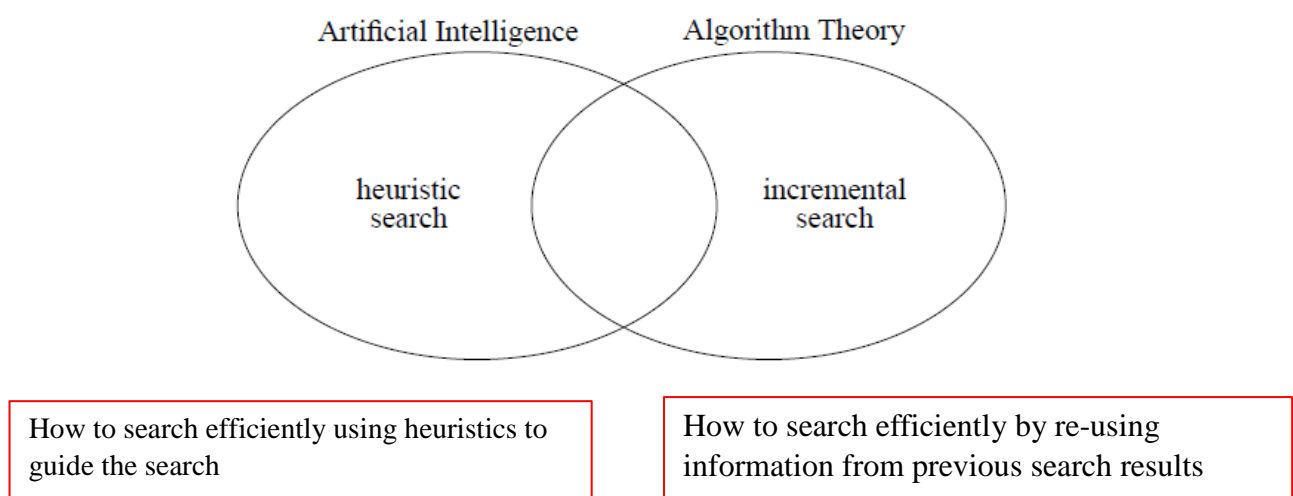 Artificial Intelligence
Algorithm Theory
heuristic
search
incremental
search
How to search efficiently using heuristics to
guide the search
How to search efficiently by re-using
information from previous search results